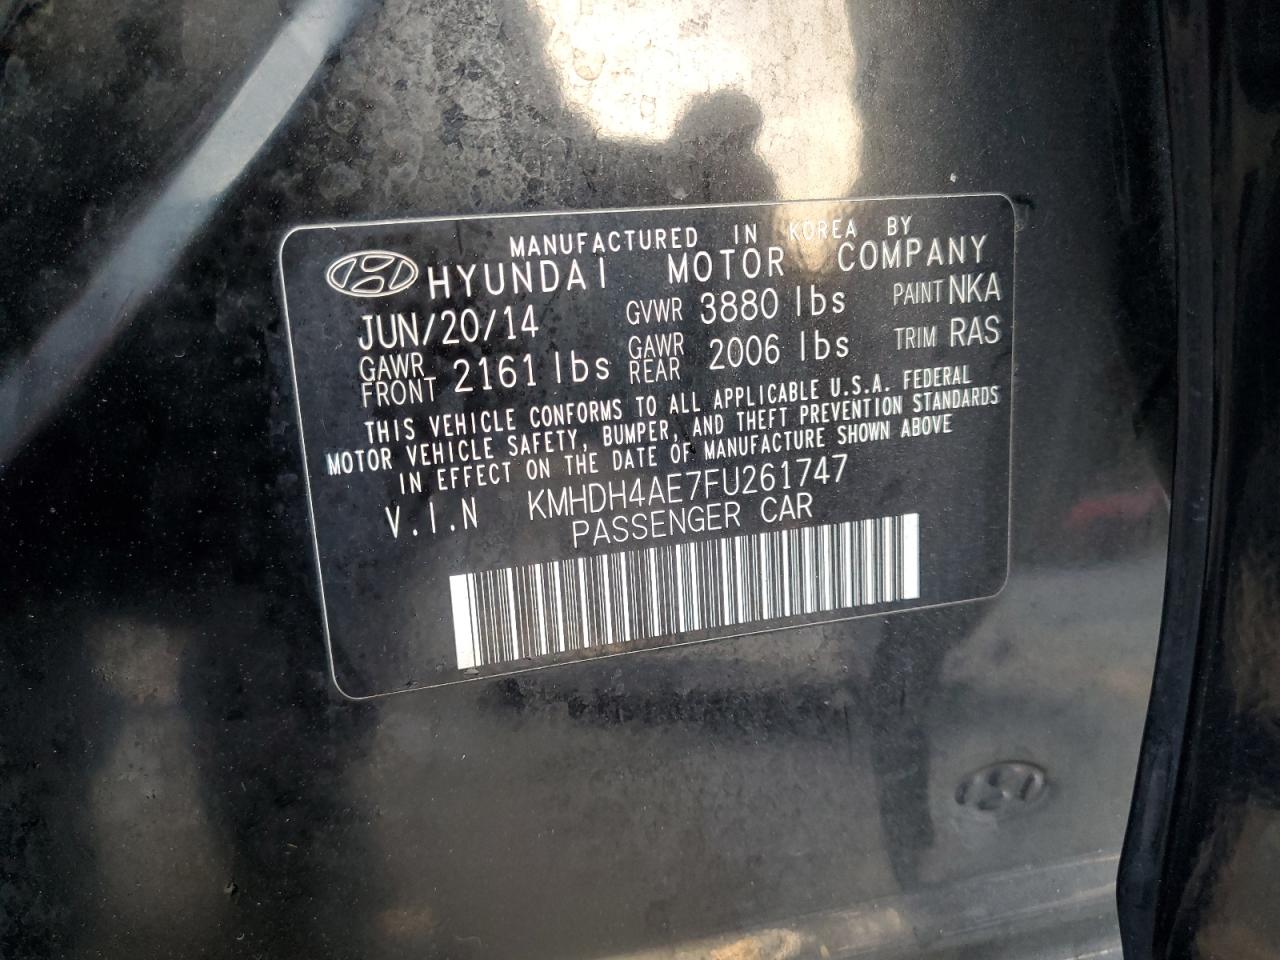 MANUFACTURED IN KOREA BY
HYUNDAI MOTOR COMPANY
JUN/20/14 GVWR 3880 lbs PAINT NKA
GAWR FRONT 2161 lbs GAWR REAR 2006 lbs TRIM RAS
THIS VEHICLE CONFORMS TO ALL APPLICABLE U.S.A. FEDERAL
MOTOR VEHICLE SAFETY, BUMPER, AND THEFT PREVENTION STANDARDS
IN EFFECT ON THE DATE OF MANUFACTURE SHOWN ABOVE
V.I.N KMHDH4AE7FU261747
PASSENGER CAR